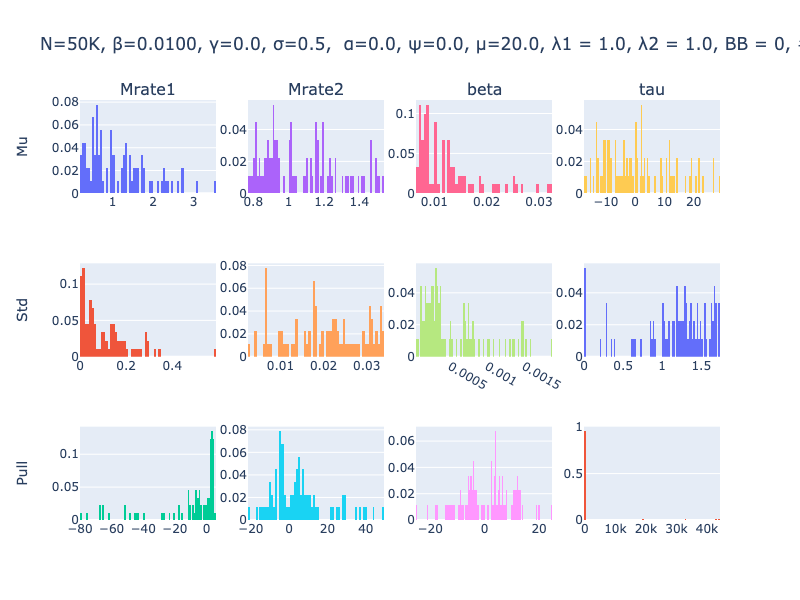 N=50K, β=0.0100, γ=0.0, σ=0.5, α=0.0, ψ=0.0, μ=20.0, λ1 = 1.0, λ2 = 1.0, BB = 0,
Mrate1 Mrate2 beta tau
Mu
0.08 0.06 0.04 0.02 0
1 2 3
0.04 0.02 0
0.8 1 1.2 1.4
0.1 0.05 0
0.01 0.02 0.03
0.04 0.02 0
−10 0 10 20
Std
0.1 0.05 0
0 0.2 0.4
0.08 0.06 0.04 0.02 0
0.01 0.02 0.03
0.04 0.02 0
0.0005 0.001 0.0015
0.04 0.02 0
0 0.5 1 1.5
Pull
0.1 0.05 0
−80 −60 −40 −20 0
0.08 0.06 0.04 0.02 0
−20 0 20 40
0.06 0.04 0.02 0
−20 0 20
1 0.5 0
0 10k 20k 30k 40k